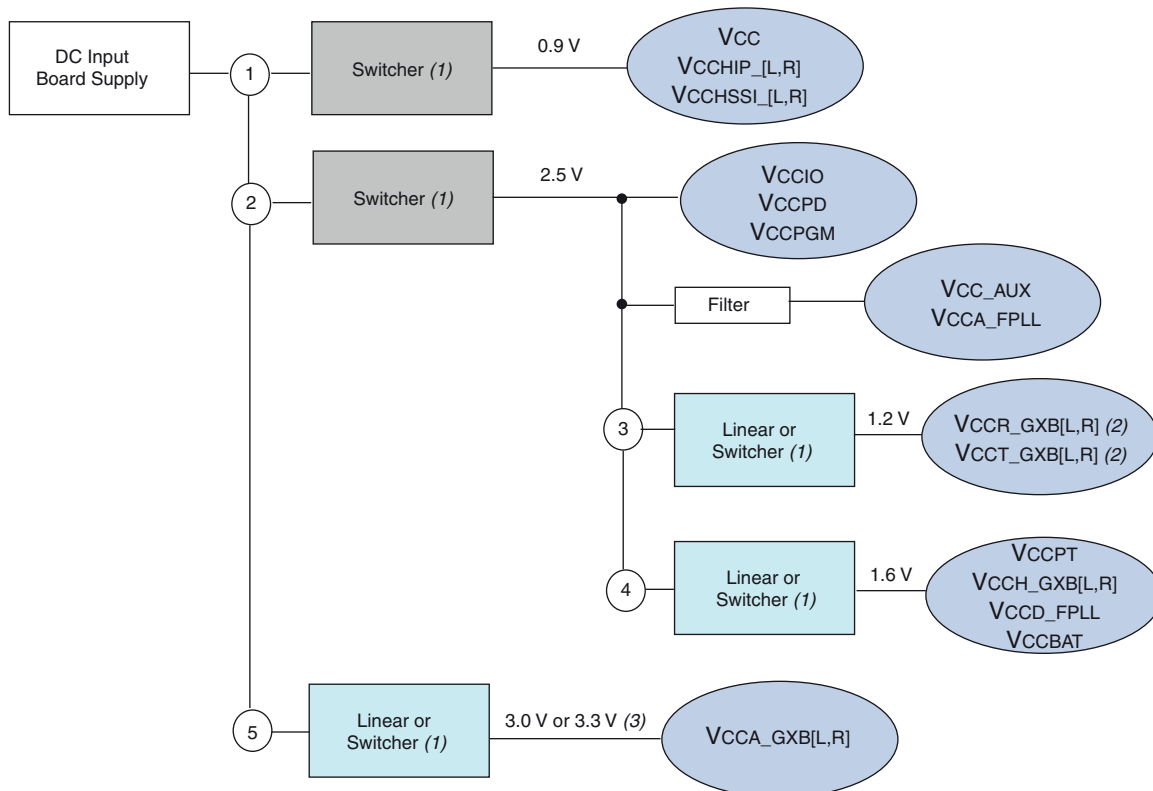 DC Input
Board Supply
1
Switcher (1)
0.9 V
VCC
VCCHIP_[L,R]
VCCHSSI_[L,R]
2
Switcher (1)
2.5 V
VCCIO
VCCPD
VCCPGM
Filter
VCC_AUX
VCCA_FPLL
3
Linear or
Switcher (1)
1.2 V
VCCR_GXB[L,R] (2)
VCCT_GXB[L,R] (2)
4
Linear or
Switcher (1)
1.6 V
VCCPT
VCCH_GXB[L,R]
VCCD_FPLL
VCCBAT
5
Linear or
Switcher (1)
3.0 V or 3.3 V (3)
VCCA_GXB[L,R]